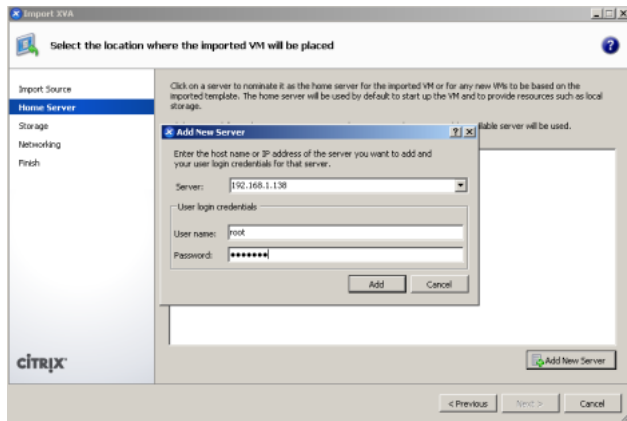 Import XVA
Select the location where the imported VM will be placed
Import Source
Home Server
Storage
Networking
Finish
Click on a server to nominate it as the home server for the imported VM or for any new VMs to be based on the
imported template. The home server will be used by default to start up the VM and to provide resources such as local
storage.
ilable server will be used.
Add New Server
Enter the host name or IP address of the server you want to add and
your user login credentials for that server.
Server: 192.168.1.138
User login credentials
User name: root
Password: •••••••
Add Cancel
CITRIX
Add New Server
< Previous Next > Cancel